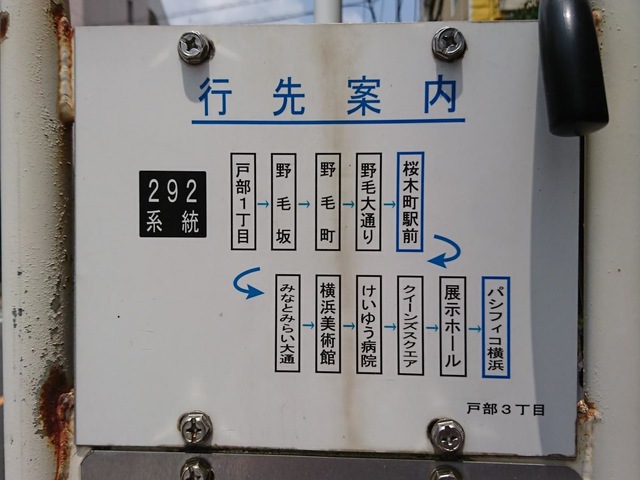 行先案内
292
系統
戸部1丁目→野毛坂→野毛町→野毛大通り→桜木町駅前
みなとみらい大通→横浜美術館→けいゆう病院→クイーンズスクエア→展示ホール→パシフィコ横浜
戸部3丁目